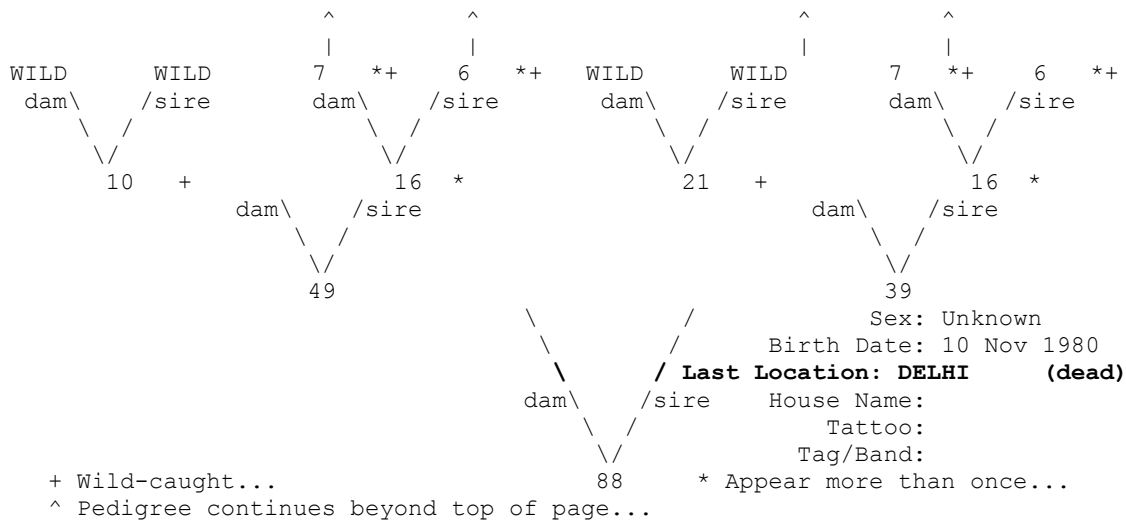 ^ ^ ^ ^
| | | |
WILD WILD 7 *+ 6 *+ WILD WILD 7 *+ 6 *+
dam\ /sire dam\ /sire dam\ /sire dam\ /sire
\ / \ / \ / \ /
\/ \/ \/ \/
10 + 16 * 21 + 16 *
dam\ /sire dam\ /sire
\ / \ /
\/ \/
49 39
\ / Sex: Unknown
\ / Birth Date: 10 Nov 1980
\ / Last Location: DELHI (dead)
dam\ /sire House Name:
\ / Tattoo:
\/ Tag/Band:
+ Wild-caught... 88 * Appear more than once...
^ Pedigree continues beyond top of page...